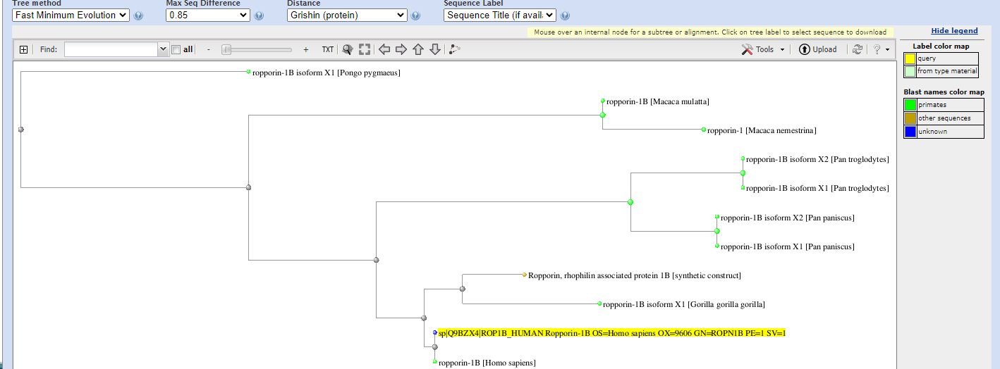 Tree method Max Seq Difference Distance Sequence Label
Fast Minimum Evolution 0.85 Grishin (protein) Sequence Title (if avail
Mouse over an internal node for a subtree or alignment. Click on tree label to select sequence to download
Hide legend
Find: all - + TXT Tools Upload ?
Label color map
query
from type material
Blast names color map
primates
other sequences
unknown
ropporin-1B isoform X1 [Pongo pygmaeus]
ropporin-1B [Macaca mulatta]
ropporin-1 [Macaca nemestrina]
ropporin-1B isoform X2 [Pan troglodytes]
ropporin-1B isoform X1 [Pan troglodytes]
ropporin-1B isoform X2 [Pan paniscus]
ropporin-1B isoform X1 [Pan paniscus]
Ropporin, rhophilin associated protein 1B [synthetic construct]
ropporin-1B isoform X1 [Gorilla gorilla gorilla]
sp|Q9BZX4|ROP1B_HUMAN Ropporin-1B OS=Homo sapiens OX=9606 GN=ROPN1B PE=1 SV=1
ropporin-1B [Homo sapiens]